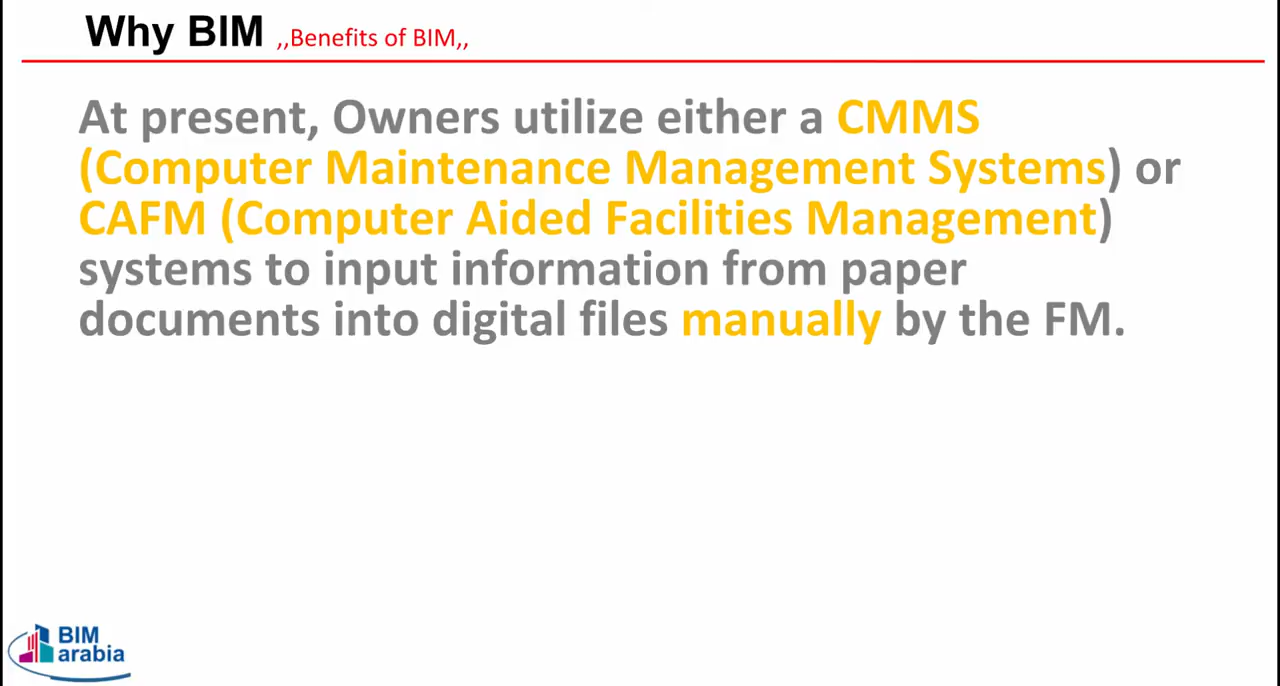 Why BIM ,,Benefits of BIM,,
At present, Owners utilize either a CMMS
(Computer Maintenance Management Systems) or
CAFM (Computer Aided Facilities Management)
systems to input information from paper
documents into digital files manually by the FM.
BIM
arabia